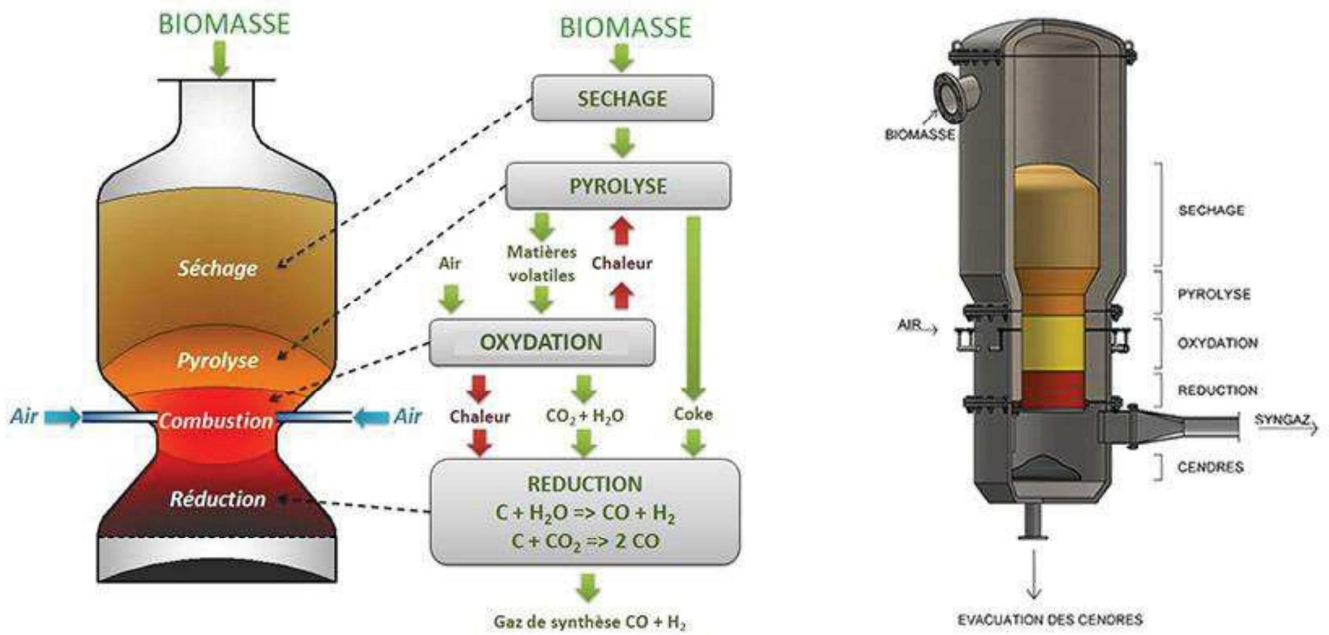 BIOMASSE
Séchage
Pyrolyse
Air
Combustion
Air
Réduction
BIOMASSE
SECHAGE
PYROLYSE
Air
Matières
volatiles
Chaleur
OXYDATION
Chaleur
CO₂ + H₂O
Coke
REDUCTION
C + H₂O => CO + H₂
C + CO₂ => 2 CO
Gaz de synthèse CO + H₂
BIOMASSE
SECHAGE
PYROLYSE
AIR
OXYDATION
REDUCTION
SYNGAZ
CENDRES
EVACUATION DES CENDRES